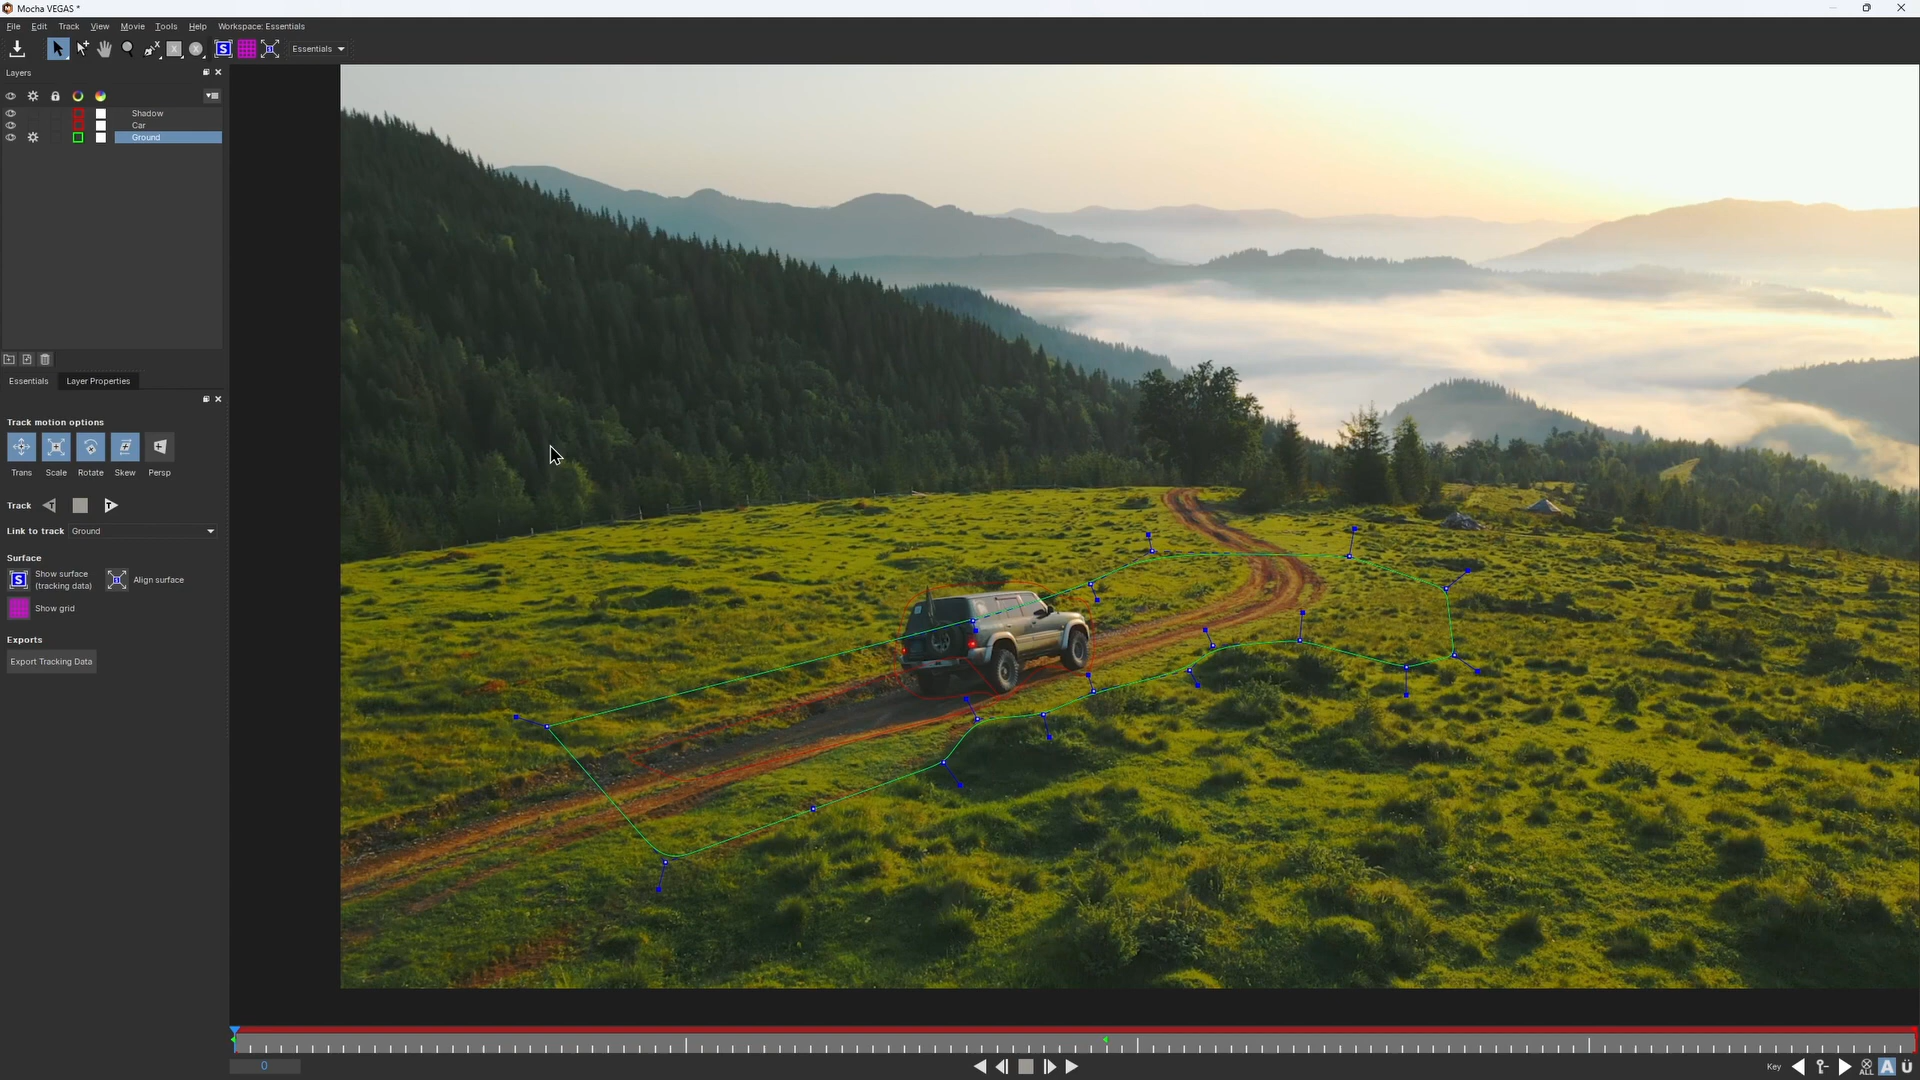 Mocha VEGAS *
File Edit Track View Movie Tools Help Workspace: Essentials
S Essentials
Layers
Shadow
Car
Ground
Essentials Layer Properties
Track motion options
Trans Scale Rotate Skew Persp
Track
Link to track Ground
Surface
S Show surface (tracking data) Align surface
Show grid
Exports
Export Tracking Data
0
Key ALL A Ü